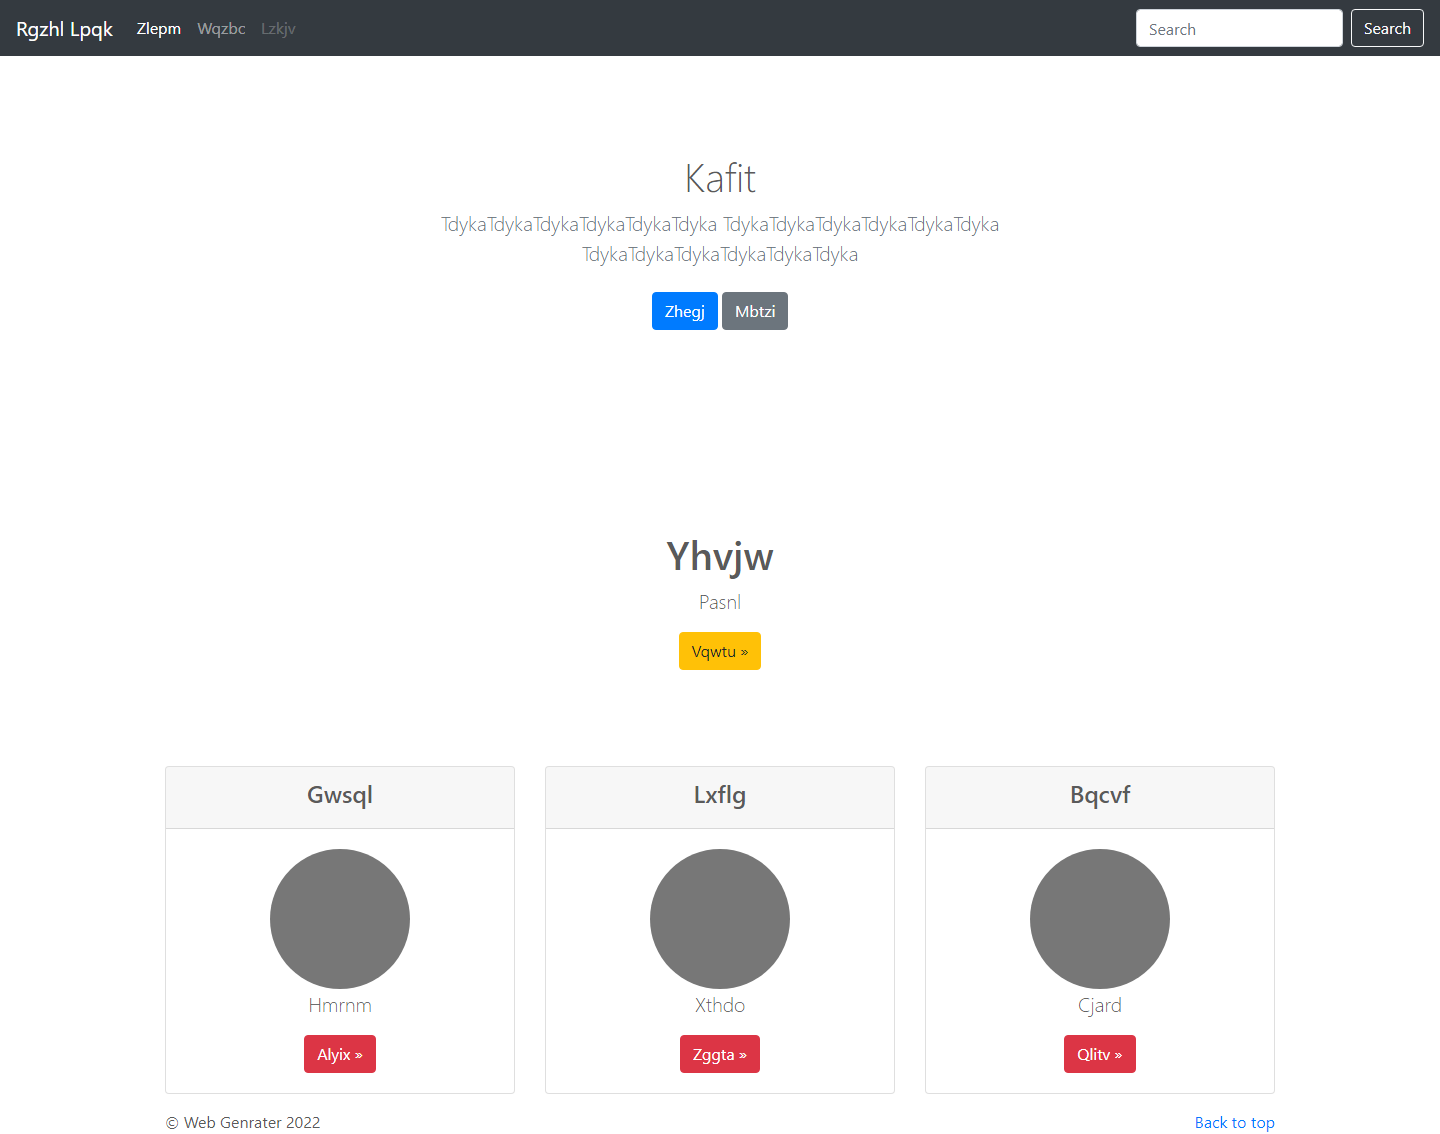 Rgzhl Lpqk Zlepm Wqzbc Lzkjv Search Search
Kafit
TdykaTdykaTdykaTdykaTdykaTdyka TdykaTdykaTdykaTdykaTdykaTdyka
TdykaTdykaTdykaTdykaTdykaTdyka
Zhegj Mbtzi
Yhvjw
Pasnl
Vqwtu »
Gwsql Lxflg Bqcvf
Hmrnm Xthdo Cjard
Alyix » Zggta » Qlitv »
© Web Genrater 2022 Back to top